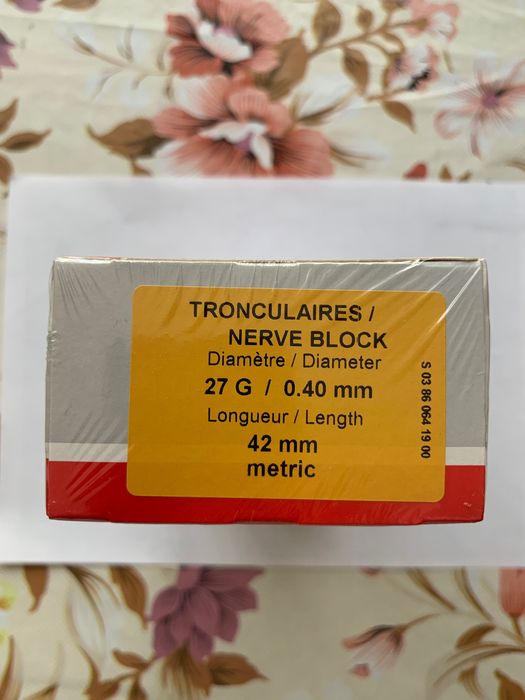 TRONCULAIRES /
NERVE BLOCK
Diamètre / Diameter
27 G / 0.40 mm
Longueur / Length
42 mm
metric
S 03 86 064 19 00